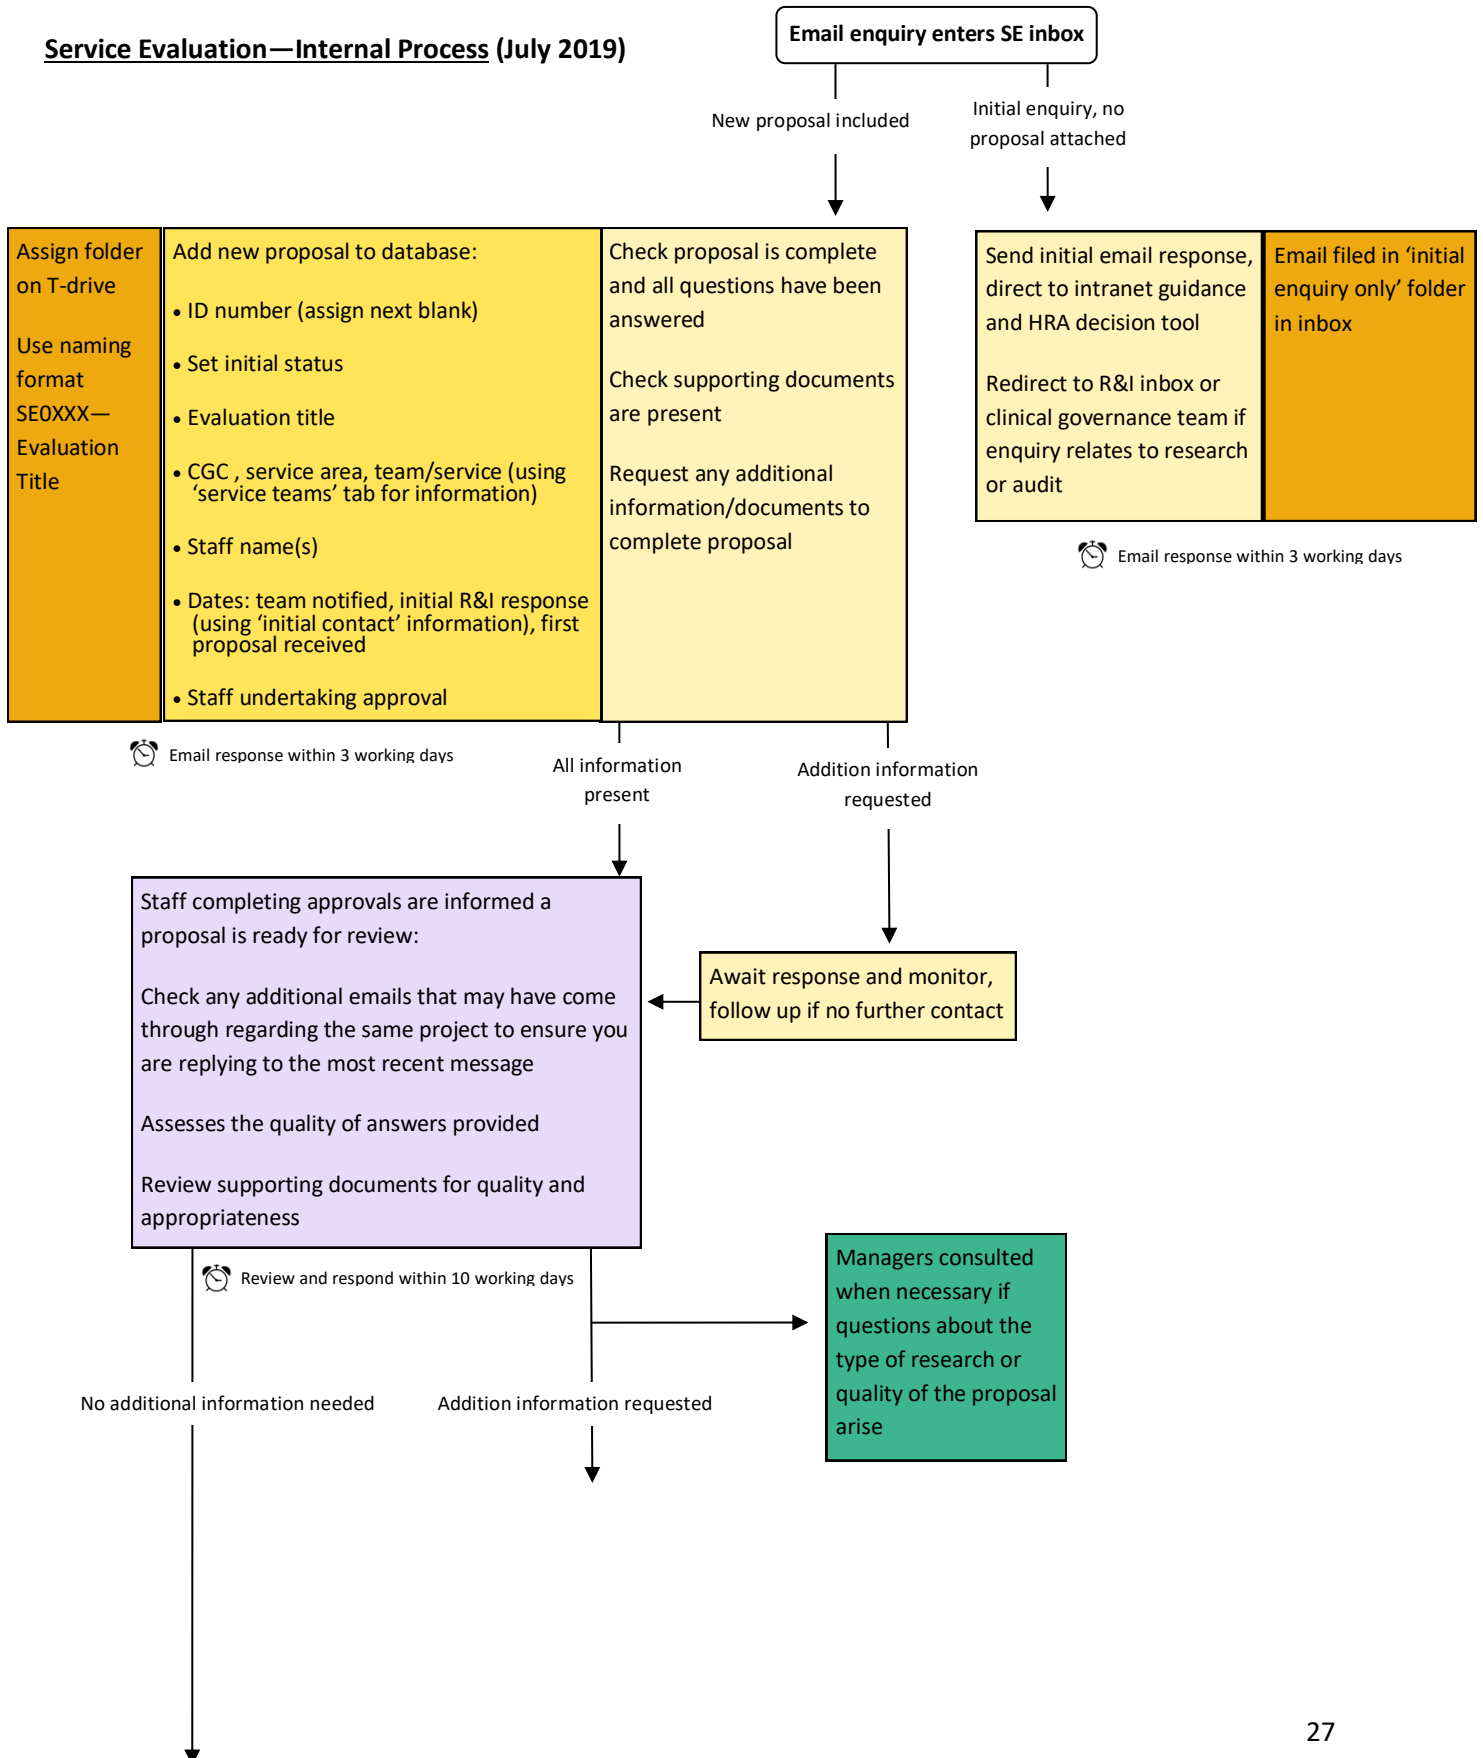 Service Evaluation—Internal Process (July 2019)
Email enquiry enters SE inbox
New proposal included
Initial enquiry, no
proposal attached
Assign folder
on T-drive
Use naming
format
SE0XXX—
Evaluation
Title
Add new proposal to database:
• ID number (assign next blank)
• Set initial status
• Evaluation title
• CGC , service area, team/service (using
‘service teams’ tab for information)
• Staff name(s)
• Dates: team notified, initial R&I response
(using ‘initial contact’ information), first
proposal received
• Staff undertaking approval
Check proposal is complete
and all questions have been
answered
Check supporting documents
are present
Request any additional
information/documents to
complete proposal
Send initial email response,
direct to intranet guidance
and HRA decision tool
Redirect to R&I inbox or
clinical governance team if
enquiry relates to research
or audit
Email filed in ‘initial
enquiry only’ folder
in inbox
Email response within 3 working days
Email response within 3 working days
All information
present
Addition information
requested
Staff completing approvals are informed a
proposal is ready for review:
Check any additional emails that may have come
through regarding the same project to ensure you
are replying to the most recent message
Assesses the quality of answers provided
Review supporting documents for quality and
appropriateness
Await response and monitor,
follow up if no further contact
Review and respond within 10 working days
Managers consulted
when necessary if
questions about the
type of research or
quality of the proposal
arise
No additional information needed
Addition information requested
27